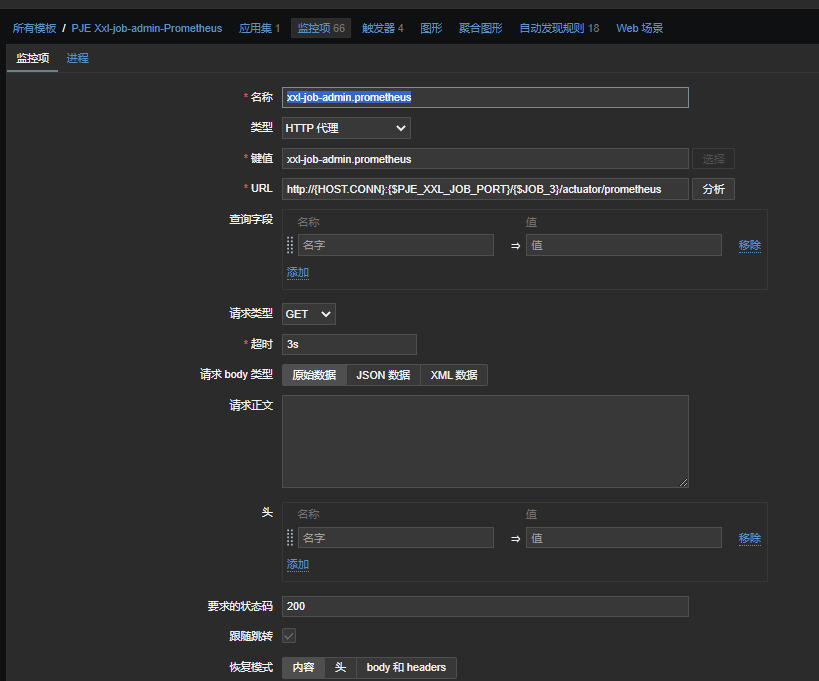 所有模板 / PJE Xxl-job-admin-Prometheus 应用集 1 监控项 66 触发器 4 图形 聚合图形 自动发现规则 18 Web 场景
监控项 进程
* 名称 xxl-job-admin.prometheus
类型 HTTP 代理
* 键值 xxl-job-admin.prometheus 选择
* URL http://{HOST.CONN}:{$PJE_XXL_JOB_PORT}/{$JOB_3}/actuator/prometheus 分析
查询字段 名称 值
名字 ⇒ 值 移除
添加
请求类型 GET
* 超时 3s
请求 body 类型 原始数据 JSON 数据 XML 数据
请求正文
头 名称 值
名字 ⇒ 值 移除
添加
要求的状态码 200
跟随跳转
恢复模式 内容 头 body 和 headers